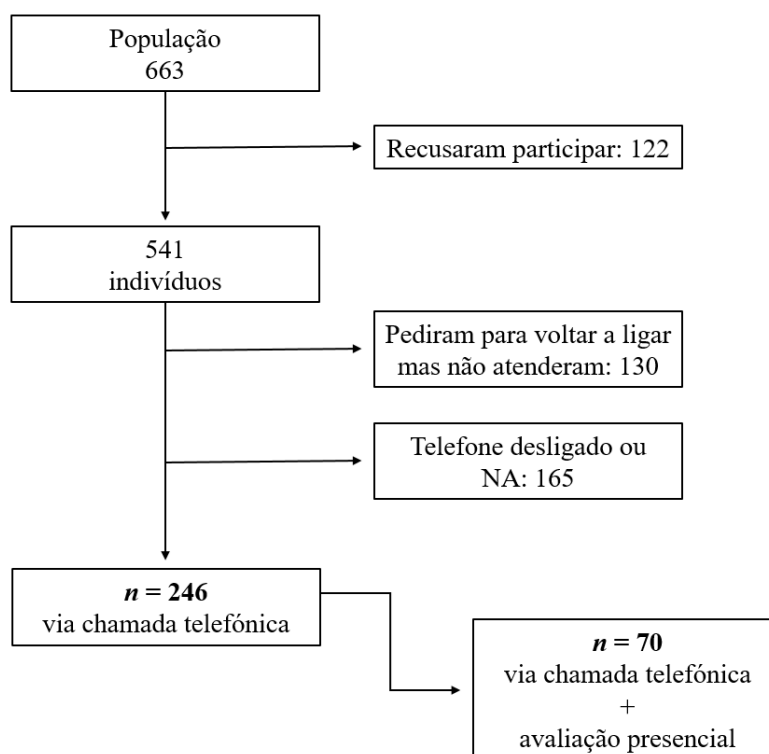 População
663
Recusaram participar: 122
541
indivíduos
Pediram para voltar a ligar
mas não atenderam: 130
Telefone desligado ou
NA: 165
n = 246
via chamada telefónica
n = 70
via chamada telefónica
+
avaliação presencial